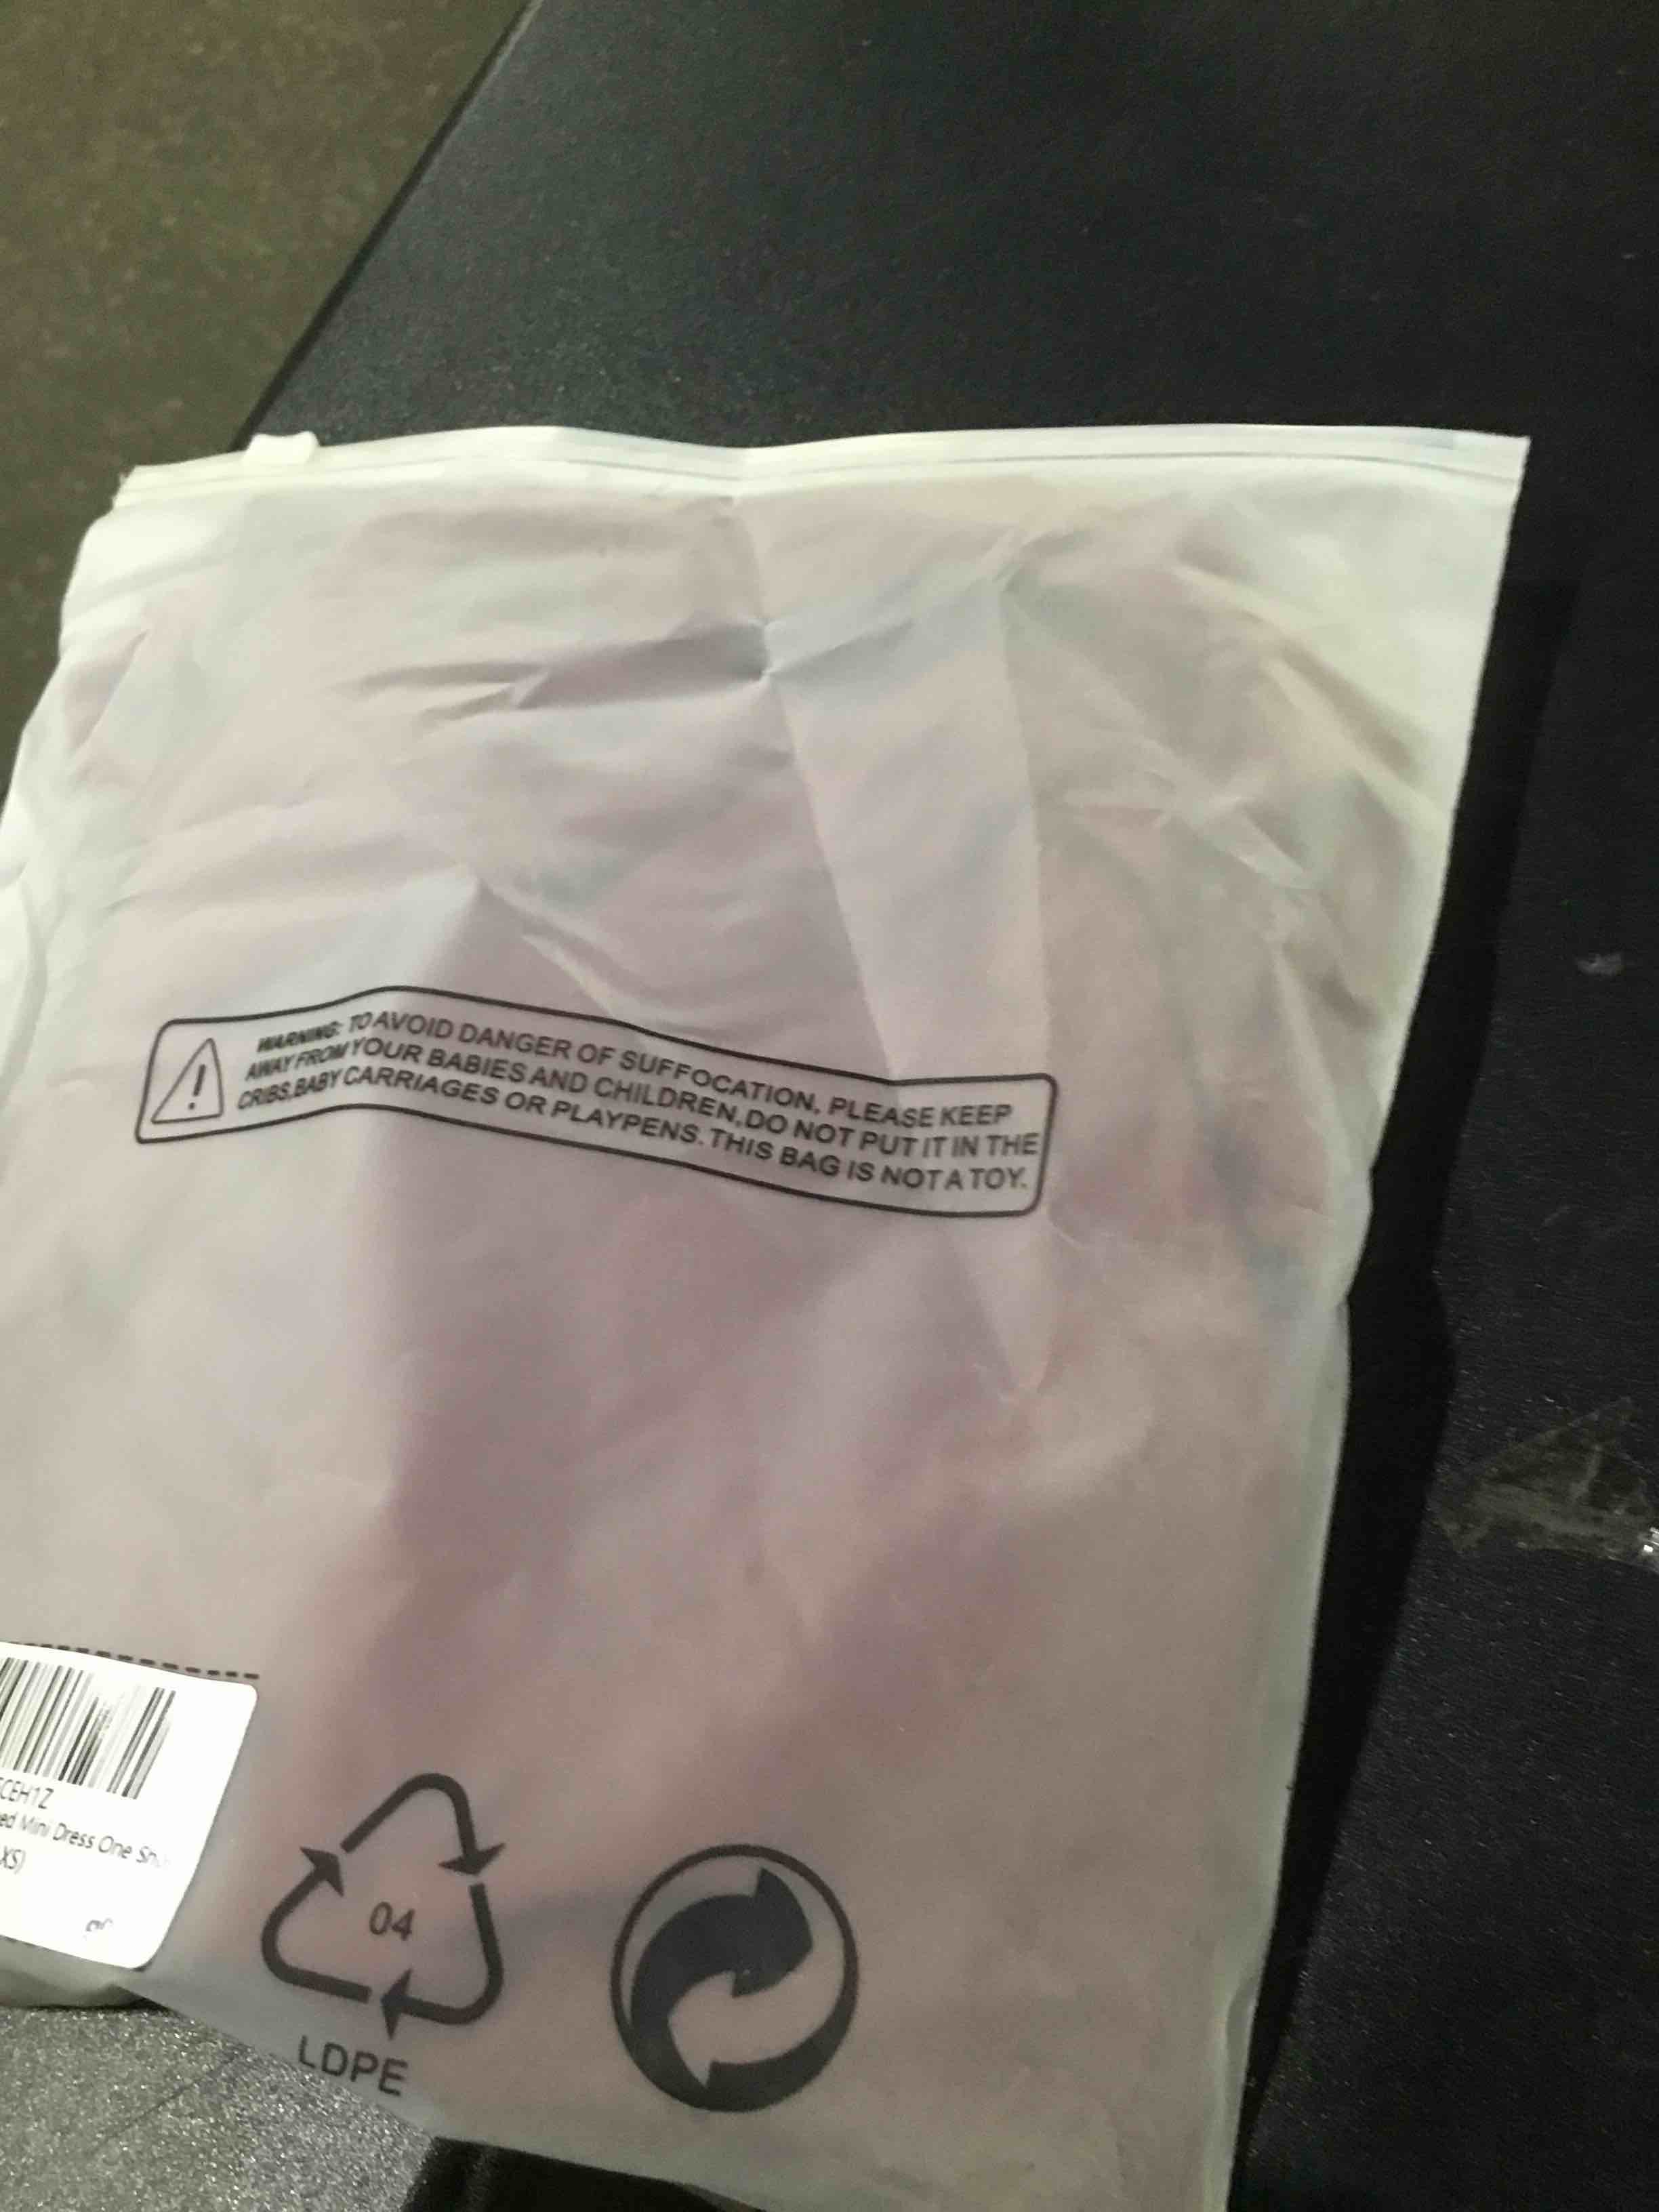 WARNING: TO AVOID DANGER OF SUFFOCATION, PLEASE KEEP
AWAY FROM YOUR BABIES AND CHILDREN,DO NOT PUT IT IN THE
CRIBS,BABY CARRIAGES OR PLAYPENS.THIS BAG IS NOT A TOY.
CEH1Z
ed Mini Dress One
XS)
04
LDPE